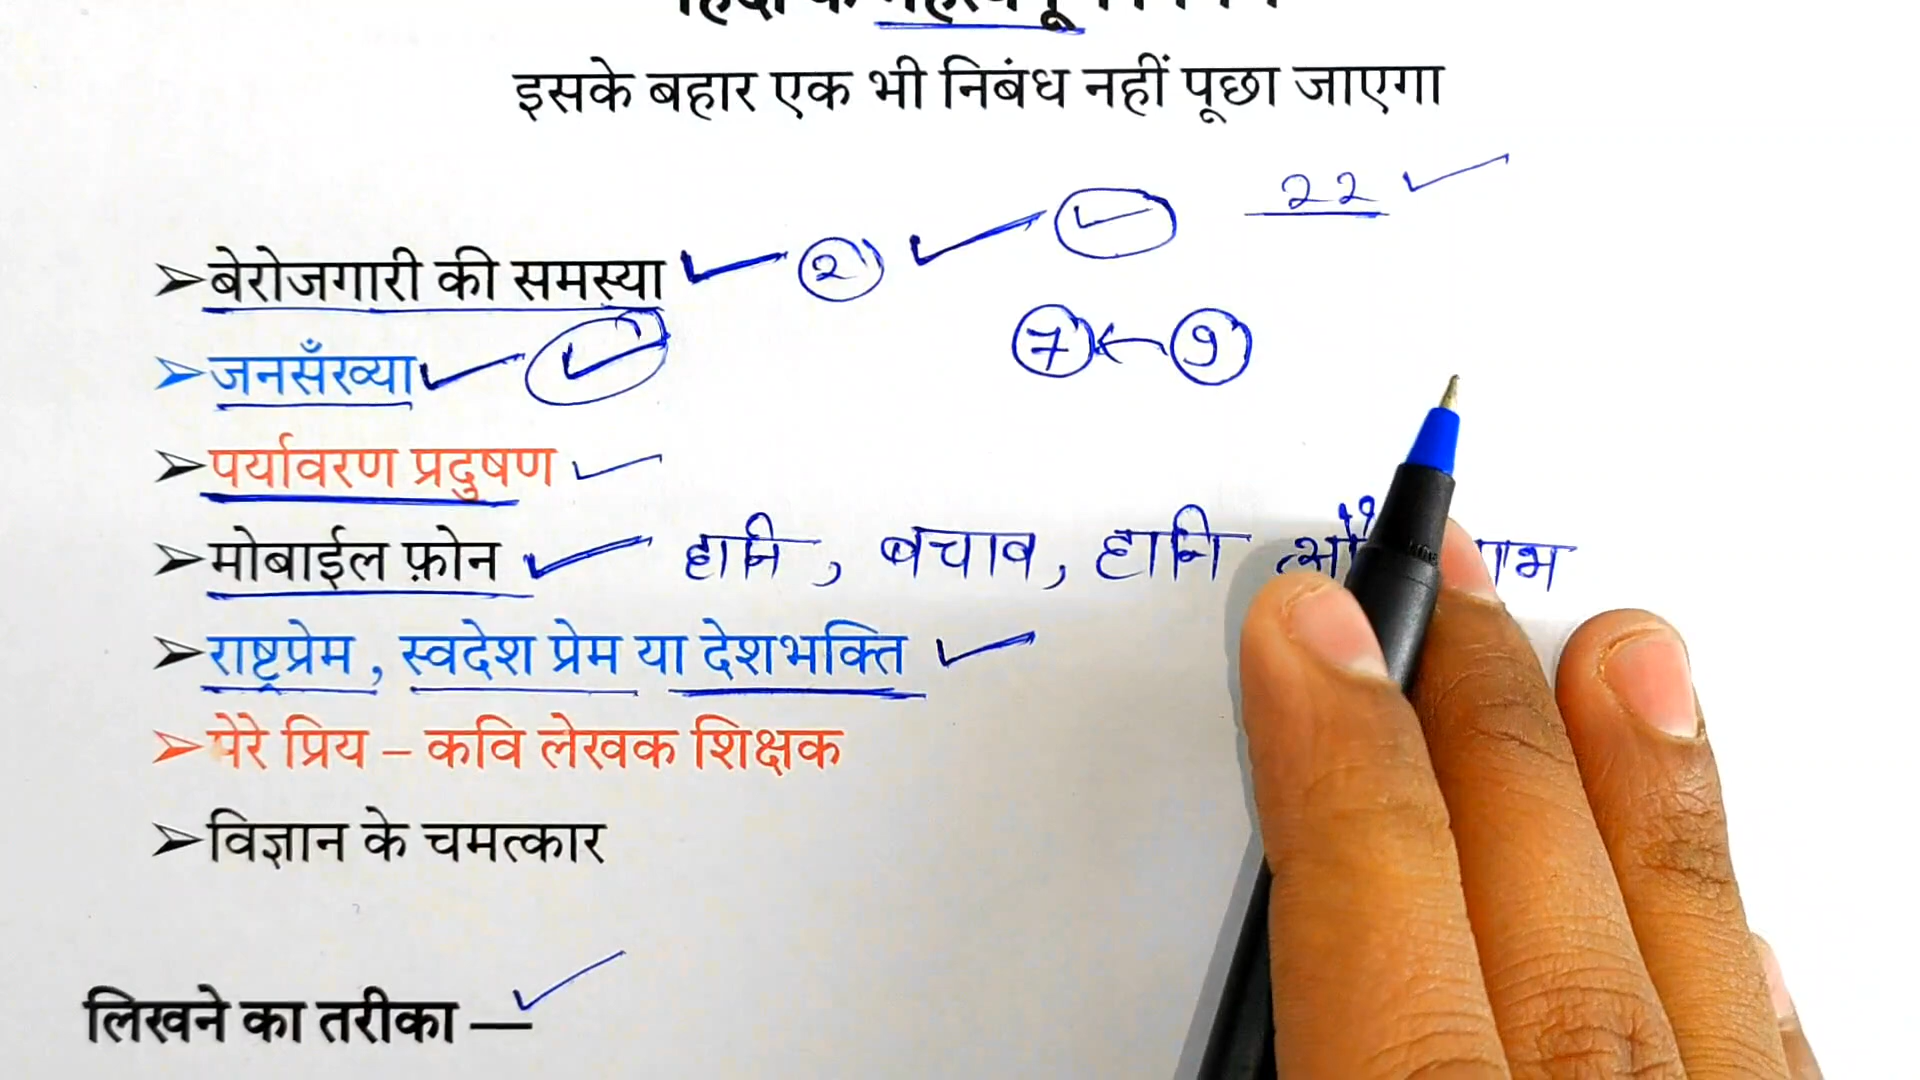 इसके बहार एक भी निबंध नहीं पूछा जाएगा
22
➢बेरोजगारी की समस्या 2
➢जनसँख्या 7 9
➢पर्यावरण प्रदुषण
➢मोबाईल फ़ोन हानि, बचाव, हानि
➢राष्ट्रप्रेम , स्वदेश प्रेम या देशभक्ति
➢मेरे प्रिय – कवि लेखक शिक्षक
➢विज्ञान के चमत्कार
लिखने का तरीका —